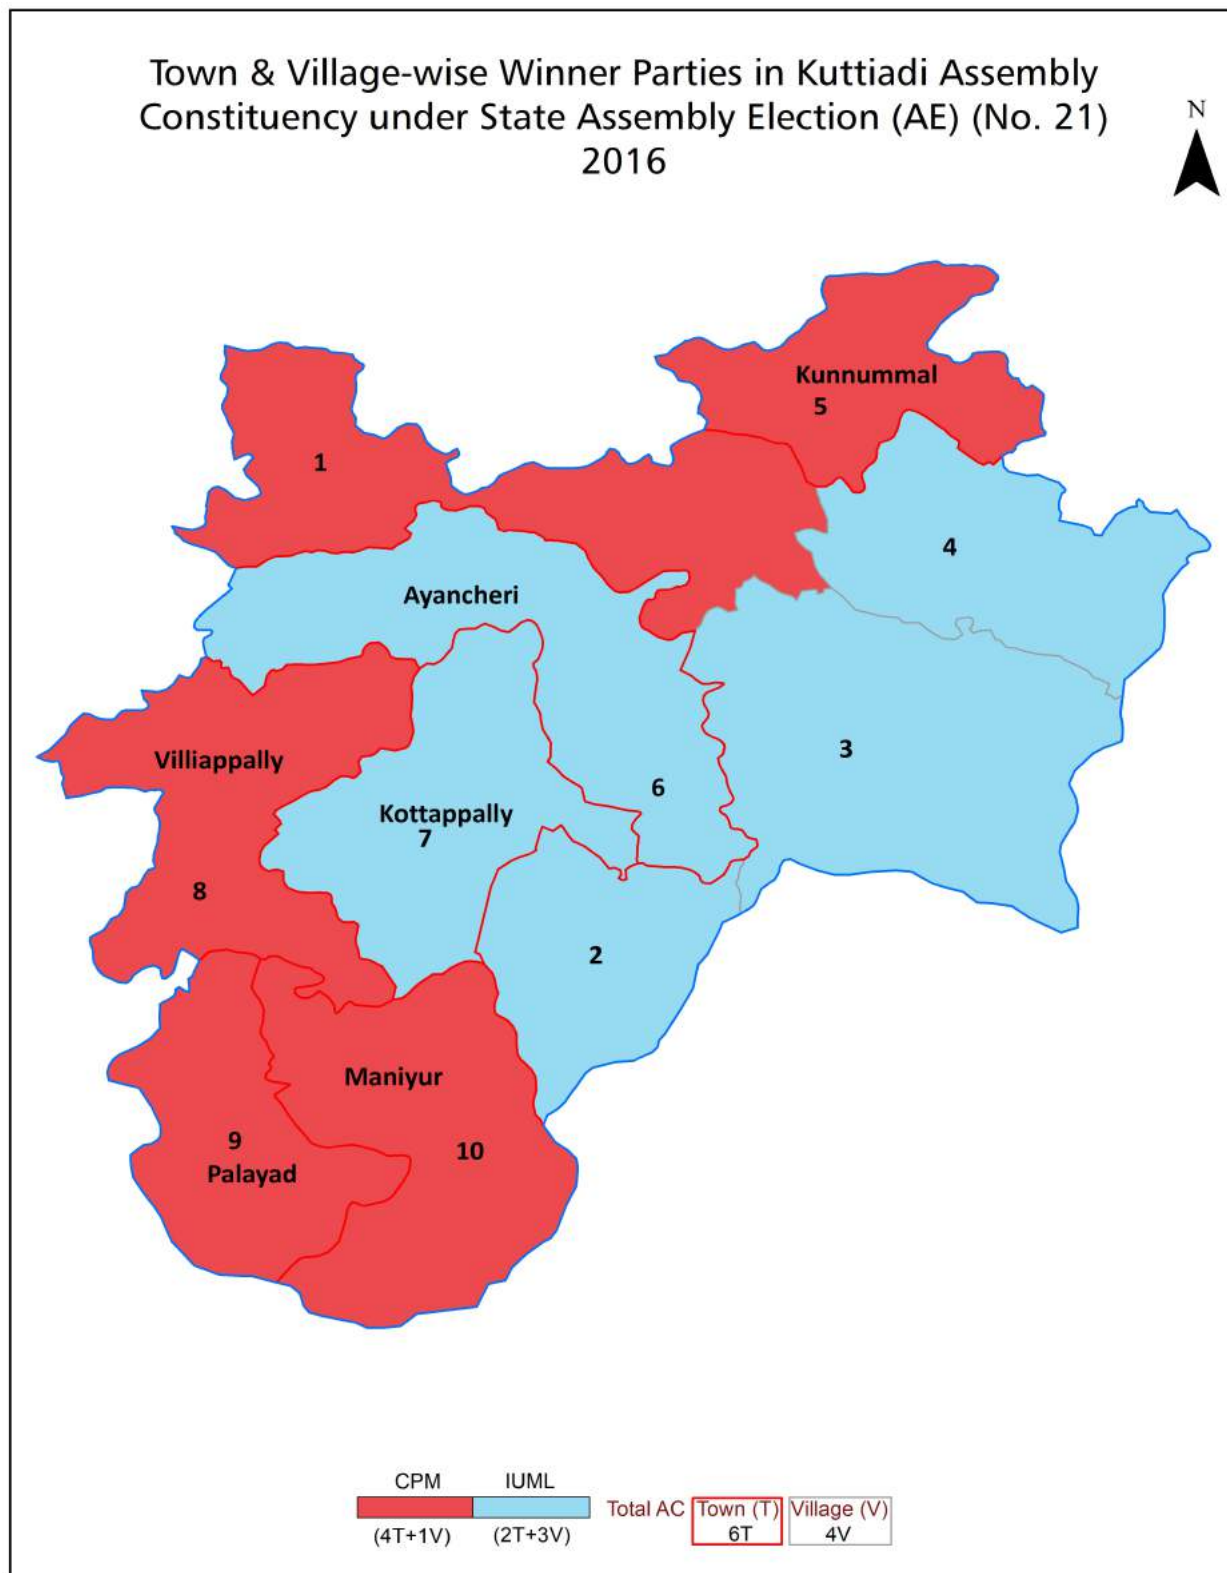 Town & Village-wise Winner Parties in Kuttiadi Assembly
Constituency under State Assembly Election (AE) (No. 21)
2016
N
Kunnummal
5
1
4
Ayancheri
3
Villiappally
6
Kottappally
7
8
2
Maniyur
9
10
Palayad
CPM IUML
Total AC Town (T) Village (V)
(4T+1V) (2T+3V) 6T 4V